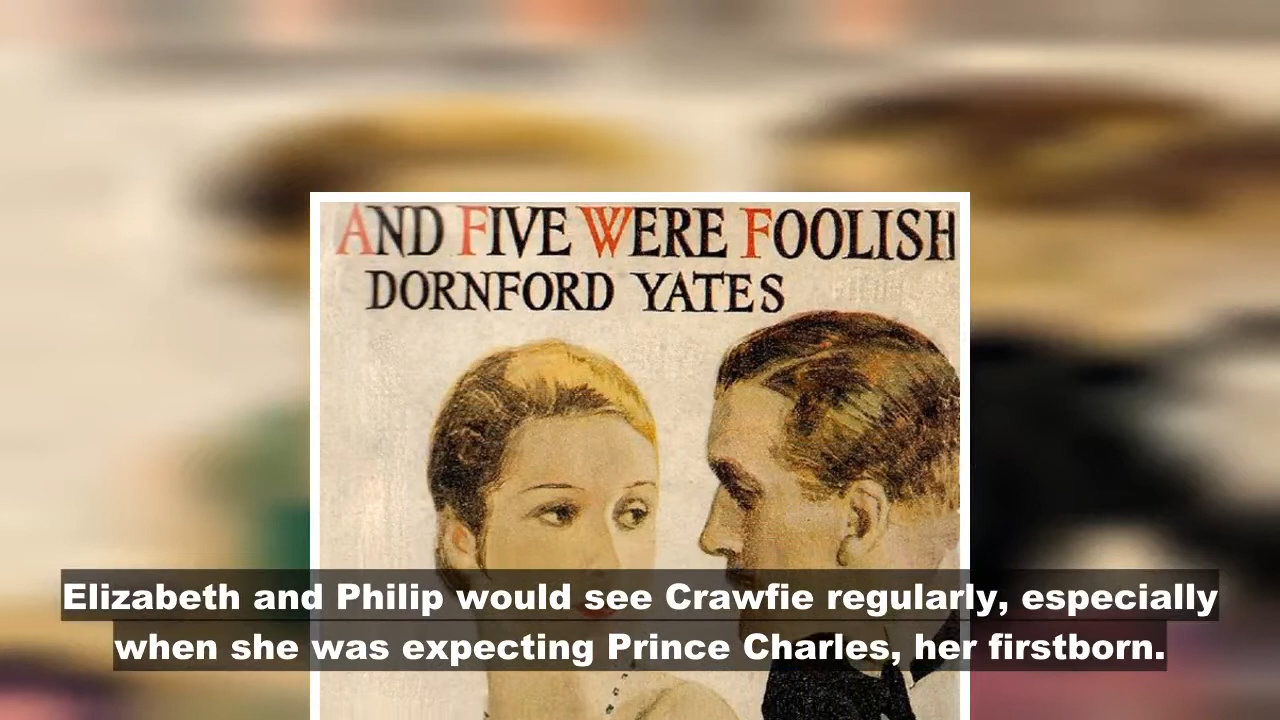 AND FIVE WERE FOOLISH
DORNFORD YATES
Elizabeth and Philip would see Crawfie regularly, especially
when she was expecting Prince Charles, her firstborn.